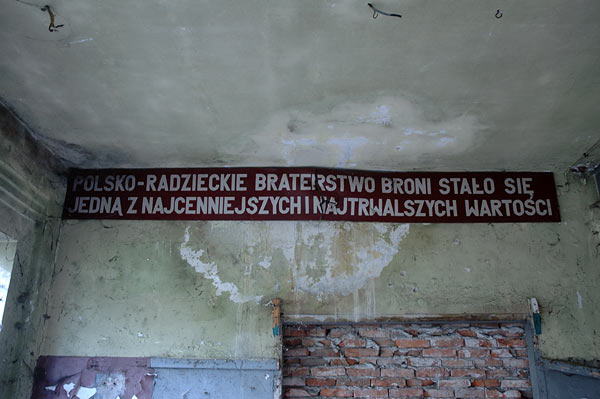 POLSKO-RADZIECKIE BRATERSTWO BRONI STAŁO SIĘ
JEDNĄ Z NAJCENNIEJSZYCH I NAJTRWALSZYCH WARTOŚCI